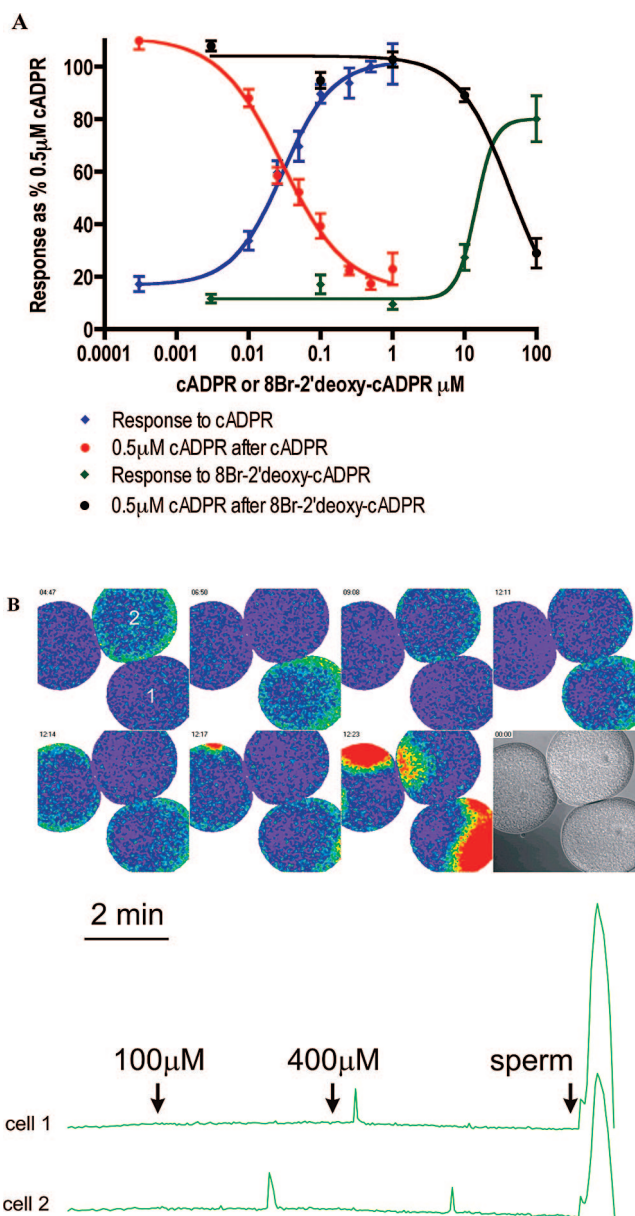 A
Response as % 0.5μM cADPR
100
80
60
40
20
0
0.0001
0.001
0.01
0.1
1
10
100
cADPR or 8Br-2'deoxy-cADPR μM
Response to cADPR
0.5μM cADPR after cADPR
Response to 8Br-2'deoxy-cADPR
0.5μM cADPR after 8Br-2'deoxy-cADPR
B
04:47
06:50
09:08
12:11
2
1
12:14
12:17
12:23
00:00
2 min
100μM
400μM
sperm
cell 1
cell 2